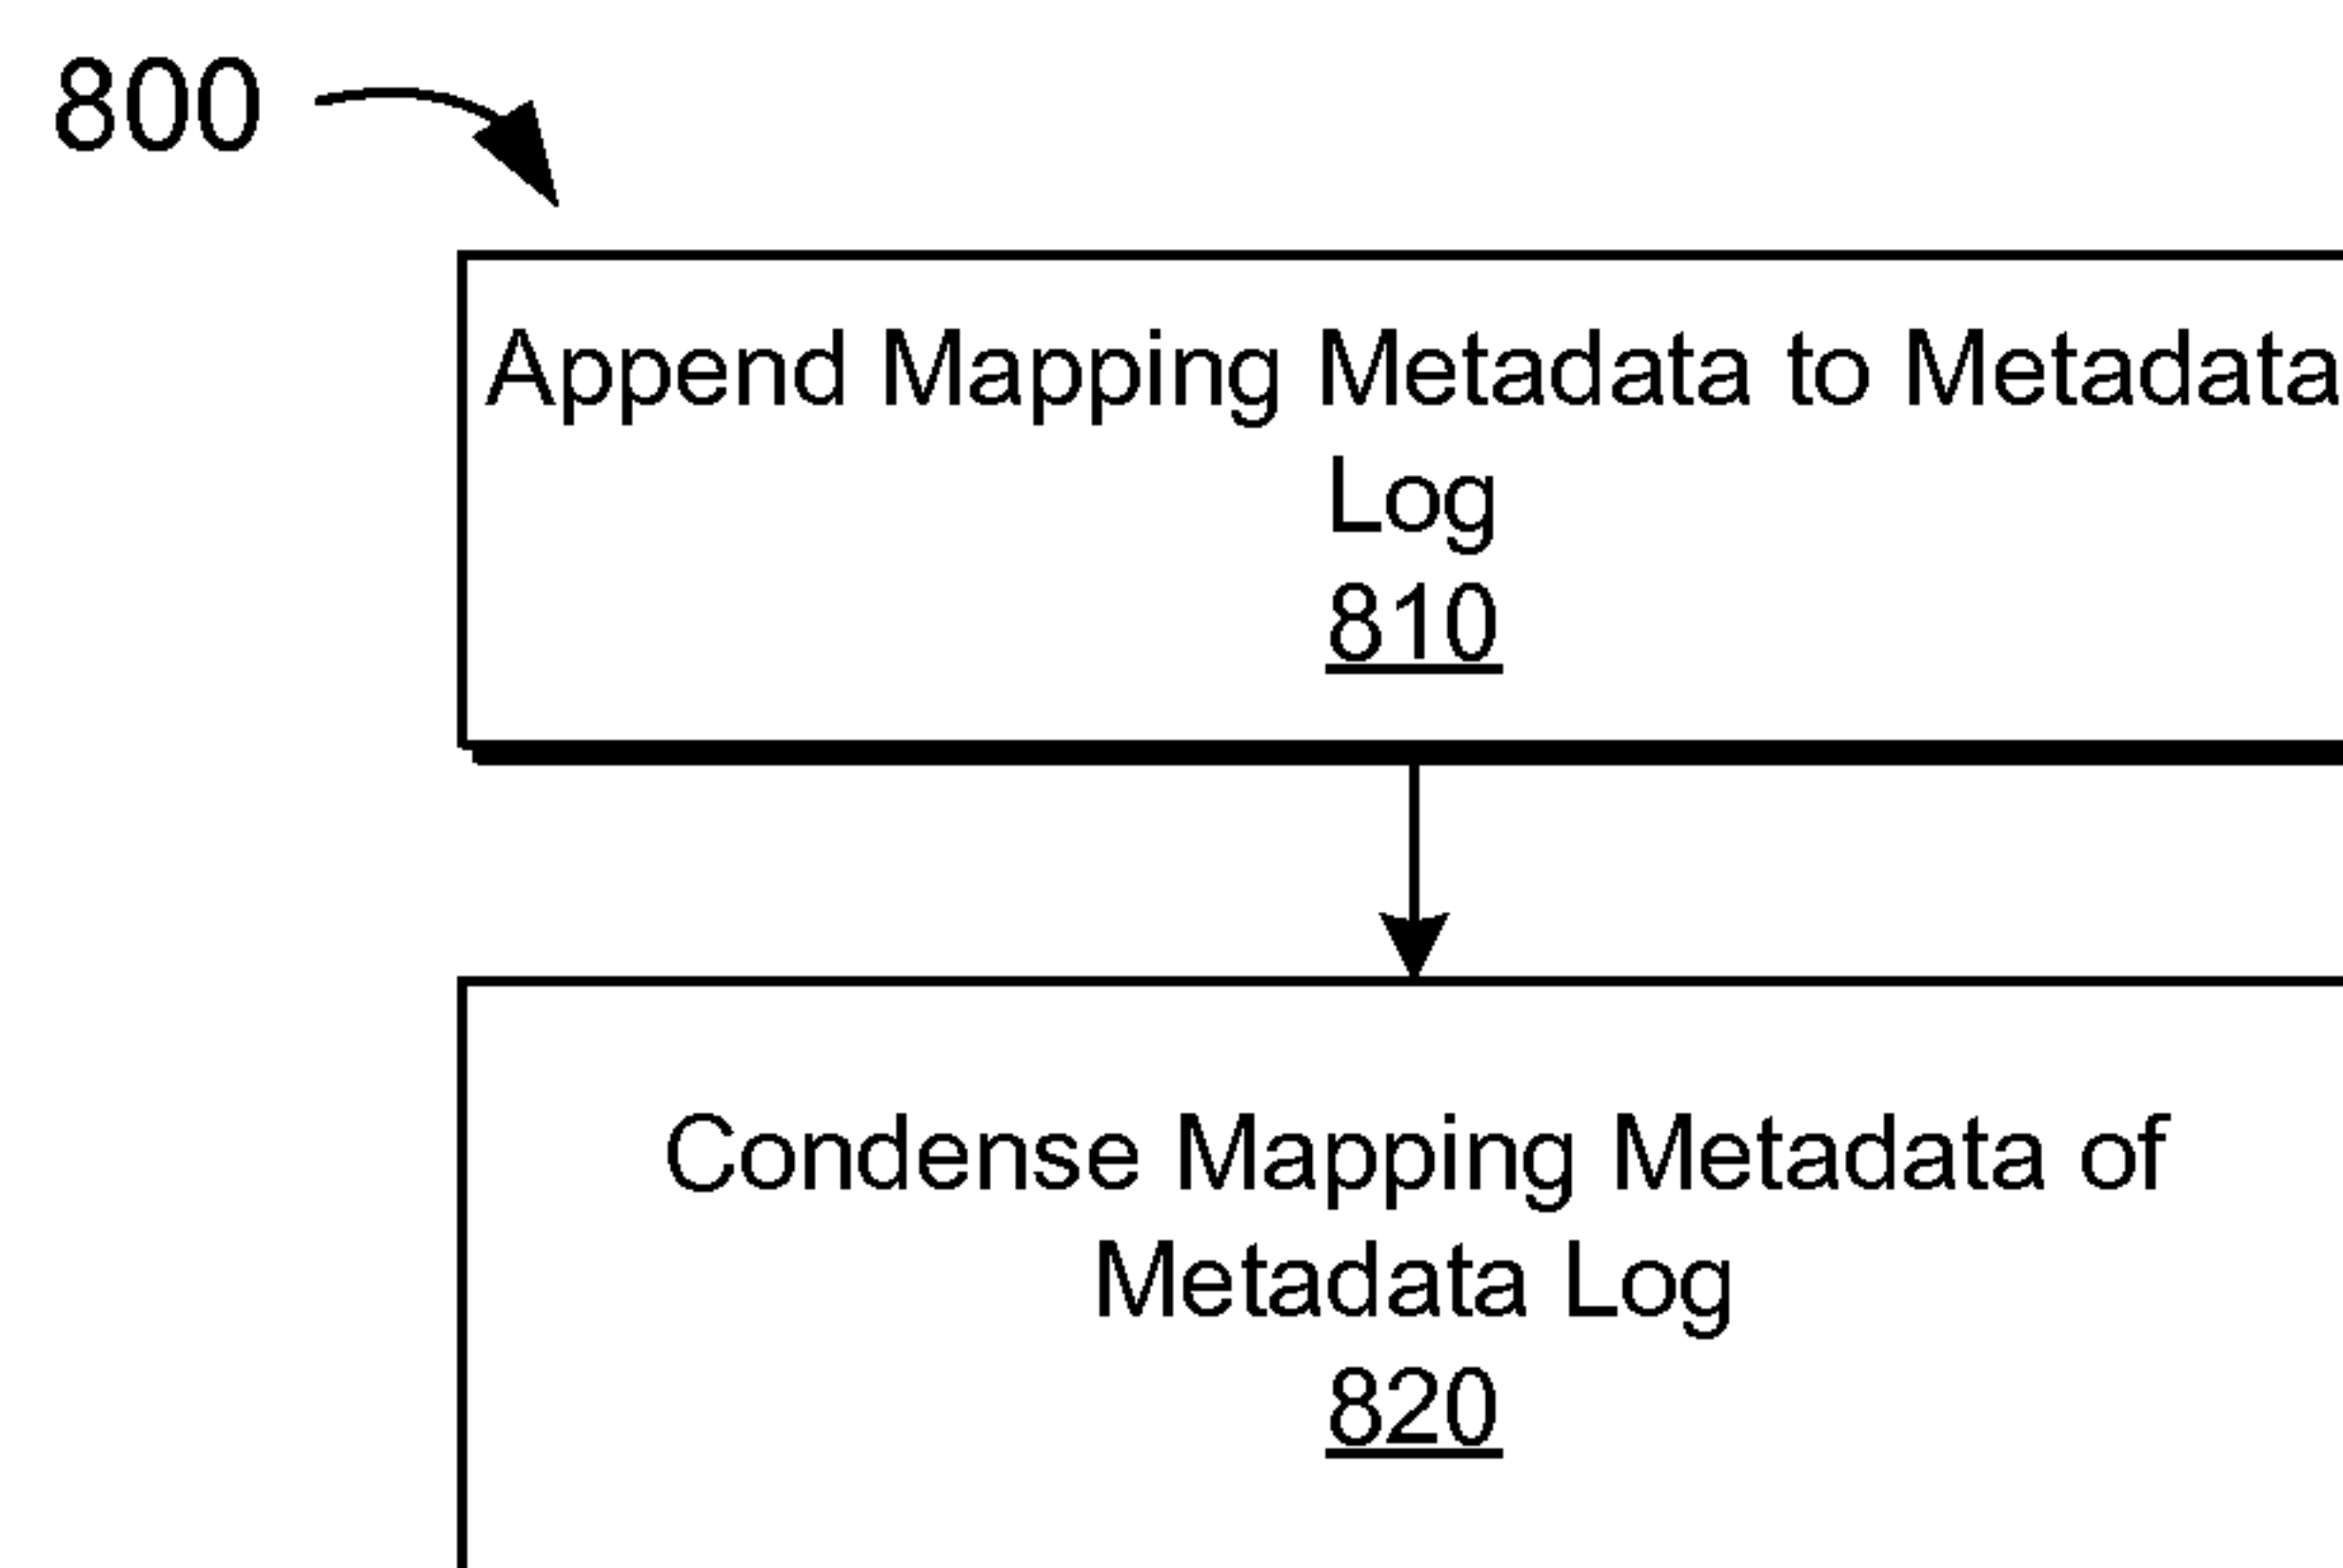 800
Append Mapping Metadata to Metadata
Log
810
Condense Mapping Metadata of
Metadata Log
820